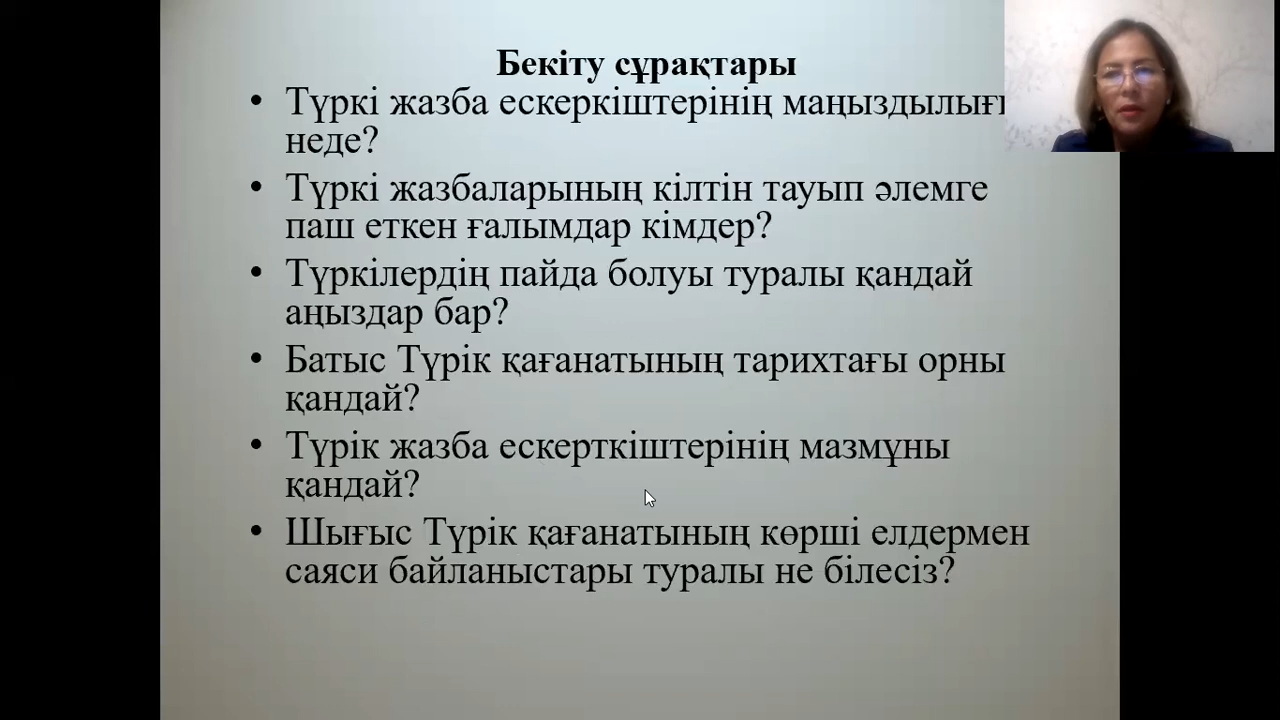 Бекіту сұрақтары
• Түркі жазба ескеркіштерінің маңыздылығы
неде?
• Түркі жазбаларының кілтін тауып әлемге
паш еткен ғалымдар кімдер?
• Түркілердің пайда болуы туралы қандай
аңыздар бар?
• Батыс Түрік қағанатының тарихтағы орны
қандай?
• Түрік жазба ескерткіштерінің мазмұны
қандай?
• Шығыс Түрік қағанатының көрші елдермен
саяси байланыстары туралы не білесіз?